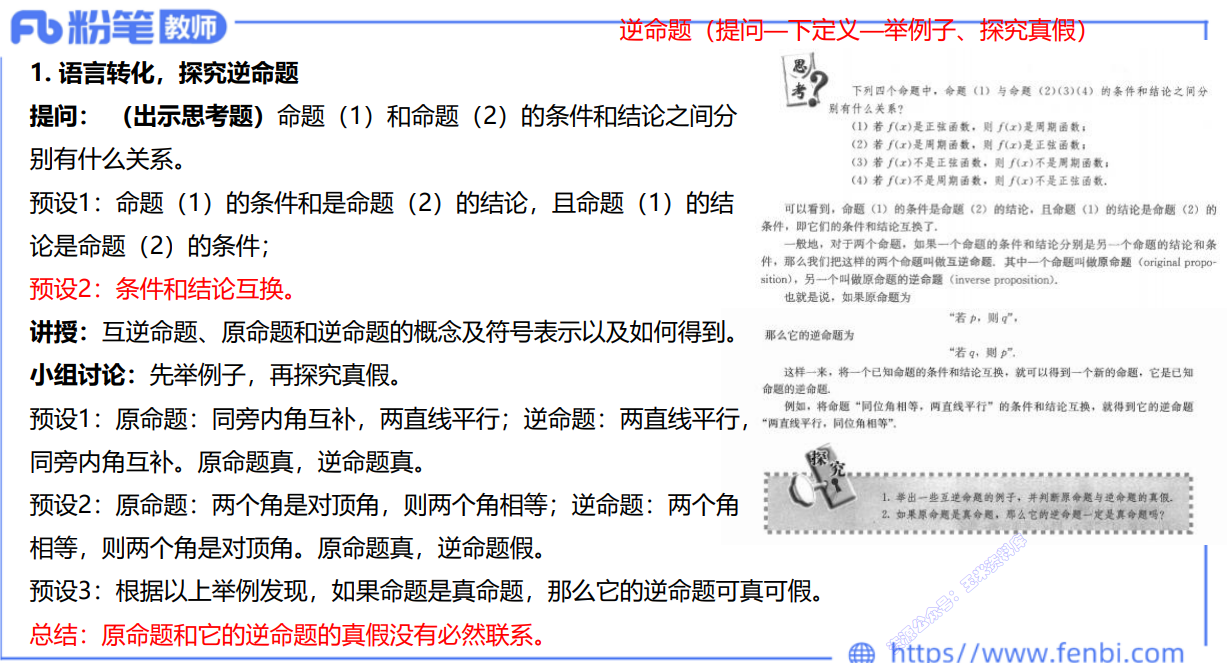 粉笔教师
逆命题（提问—下定义—举例子、探究真假）
1. 语言转化，探究逆命题
提问：（出示思考题）命题（1）和命题（2）的条件和结论之间分
别有什么关系。
预设1：命题（1）的条件和是命题（2）的结论，且命题（1）的结
论是命题（2）的条件；
预设2：条件和结论互换。
讲授：互逆命题、原命题和逆命题的概念及符号表示以及如何得到。
小组讨论：先举例子，再探究真假。
预设1：原命题：同旁内角互补，两直线平行；逆命题：两直线平行，
同旁内角互补。原命题真，逆命题真。
预设2：原命题：两个角是对顶角，则两个角相等；逆命题：两个角
相等，则两个角是对顶角。原命题真，逆命题假。
预设3：根据以上举例发现，如果命题是真命题，那么它的逆命题可真可假。
总结：原命题和它的逆命题的真假没有必然联系。
思考?
下列四个命题中，命题（1）与命题（2）（3）（4）的条件和结论之间分
别有什么关系？
（1）若 f(x)是正弦函数，则 f(x)是周期函数；
（2）若 f(x)是周期函数，则 f(x)是正弦函数；
（3）若 f(x)不是正弦函数，则 f(x)不是周期函数；
（4）若 f(x)不是周期函数，则 f(x)不是正弦函数.
可以看到，命题（1）的条件是命题（2）的结论，且命题（1）的结论是命题（2）的
条件，即它们的条件和结论互换了.
一般地，对于两个命题，如果一个命题的条件和结论分别是另一个命题的结论和条
件，那么我们把这样的两个命题叫做互逆命题. 其中一个命题叫做原命题（original propo-
sition），另一个叫做原命题的逆命题（inverse proposition）.
也就是说，如果原命题为
“若 p，则 q”，
那么它的逆命题为
“若 q，则 p”.
这样一来，将一个已知命题的条件和结论互换，就可以得到一个新的命题，它是已知
命题的逆命题.
例如，将命题“同位角相等，两直线平行”的条件和结论互换，就得到它的逆命题
“两直线平行，同位角相等”.
探究
1. 举出一些互逆命题的例子，并判断原命题与逆命题的真假.
2. 如果原命题是真命题，那么它的逆命题一定是真命题吗？
https//www.fenbi.com